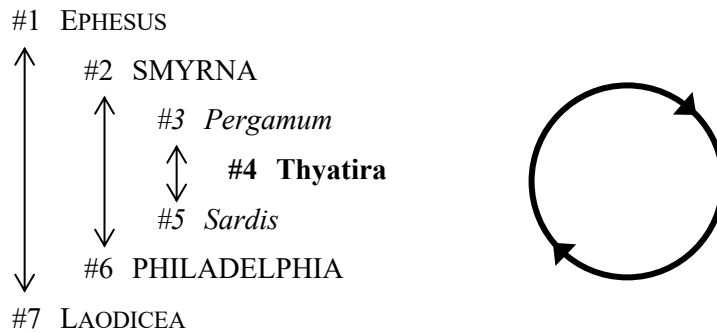 #1 EPHESUS
#2 SMYRNA
#3 Pergamum
#4 Thyatira
#5 Sardis
#6 PHILADELPHIA
#7 LAODICEA